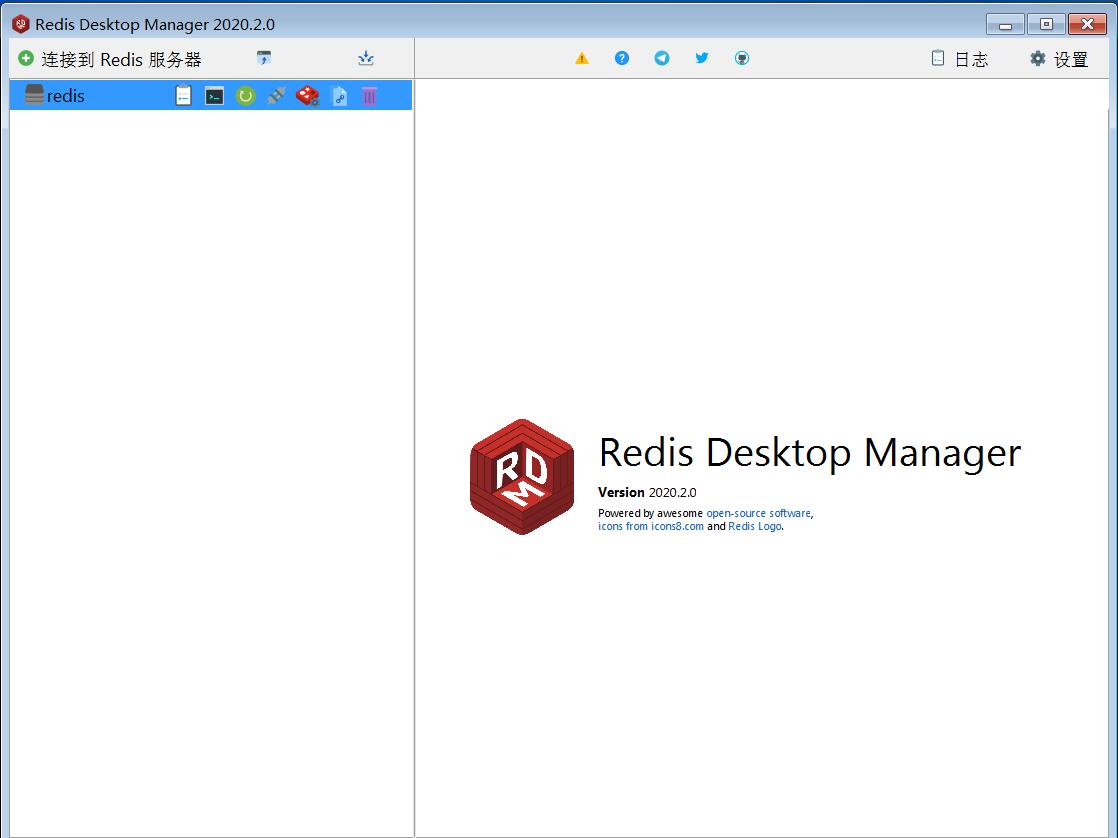 Redis Desktop Manager 2020.2.0
连接到 Redis 服务器
日志
设置
redis
RDM
Redis Desktop Manager
Version 2020.2.0
Powered by awesome open-source software,
icons from icons8.com and Redis Logo.